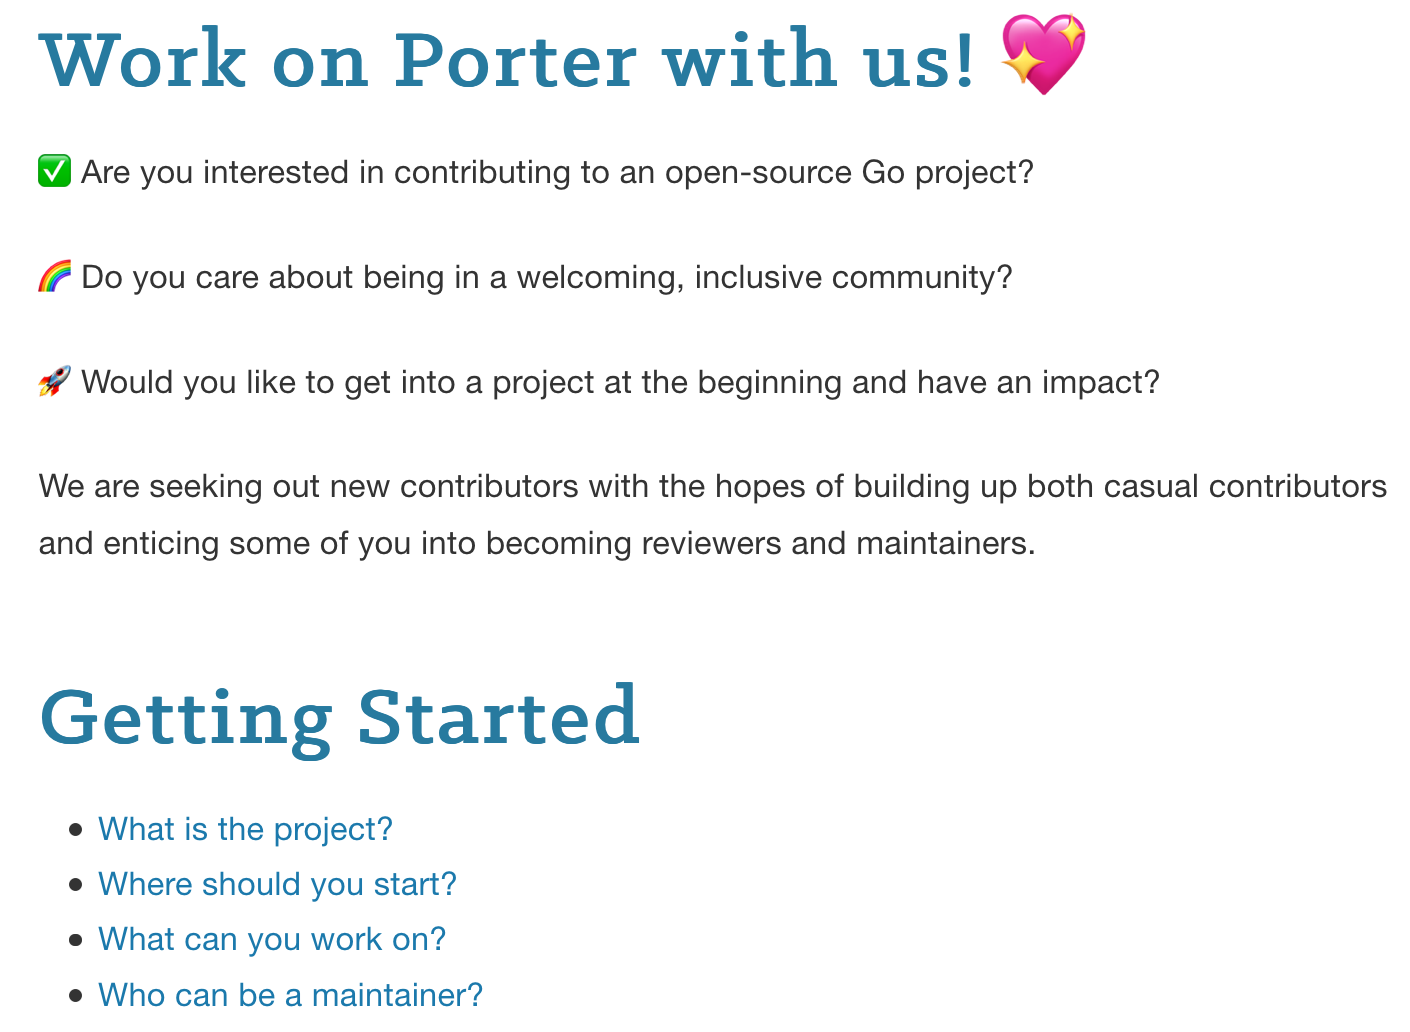 Work on Porter with us! 💖
✅ Are you interested in contributing to an open-source Go project?
🌈 Do you care about being in a welcoming, inclusive community?
🚀 Would you like to get into a project at the beginning and have an impact?
We are seeking out new contributors with the hopes of building up both casual contributors
and enticing some of you into becoming reviewers and maintainers.
Getting Started
• What is the project?
• Where should you start?
• What can you work on?
• Who can be a maintainer?